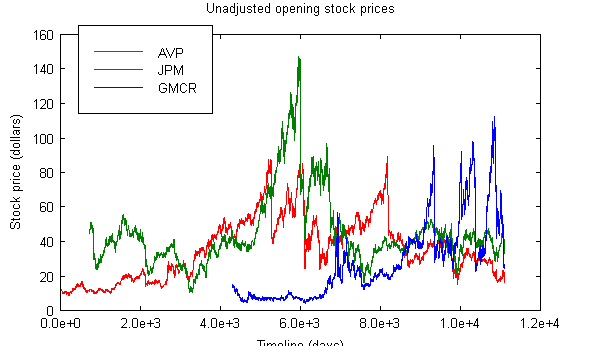 Unadjusted opening stock prices
160
140
120
100
80
60
40
20
0
AVP
JPM
GMCR
Stock price (dollars)
0.0e+0 2.0e+3 4.0e+3 6.0e+3 8.0e+3 1.0e+4 1.2e+4
Timeline (days)